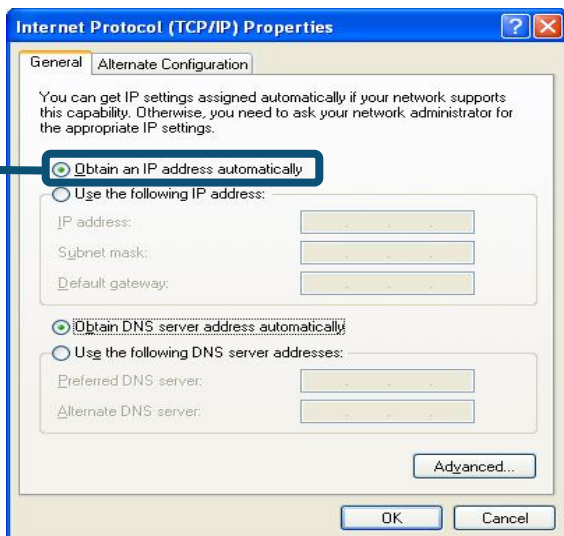 Internet Protocol (TCP/IP) Properties
General
Alternate Configuration
You can get IP settings assigned automatically if your network supports
this capability. Otherwise, you need to ask your network administrator for
the appropriate IP settings.
Obtain an IP address automatically
Use the following IP address:
IP address:
Subnet mask:
Default gateway:
Obtain DNS server address automatically
Use the following DNS server addresses:
Preferred DNS server:
Alternate DNS server:
Advanced...
OK
Cancel